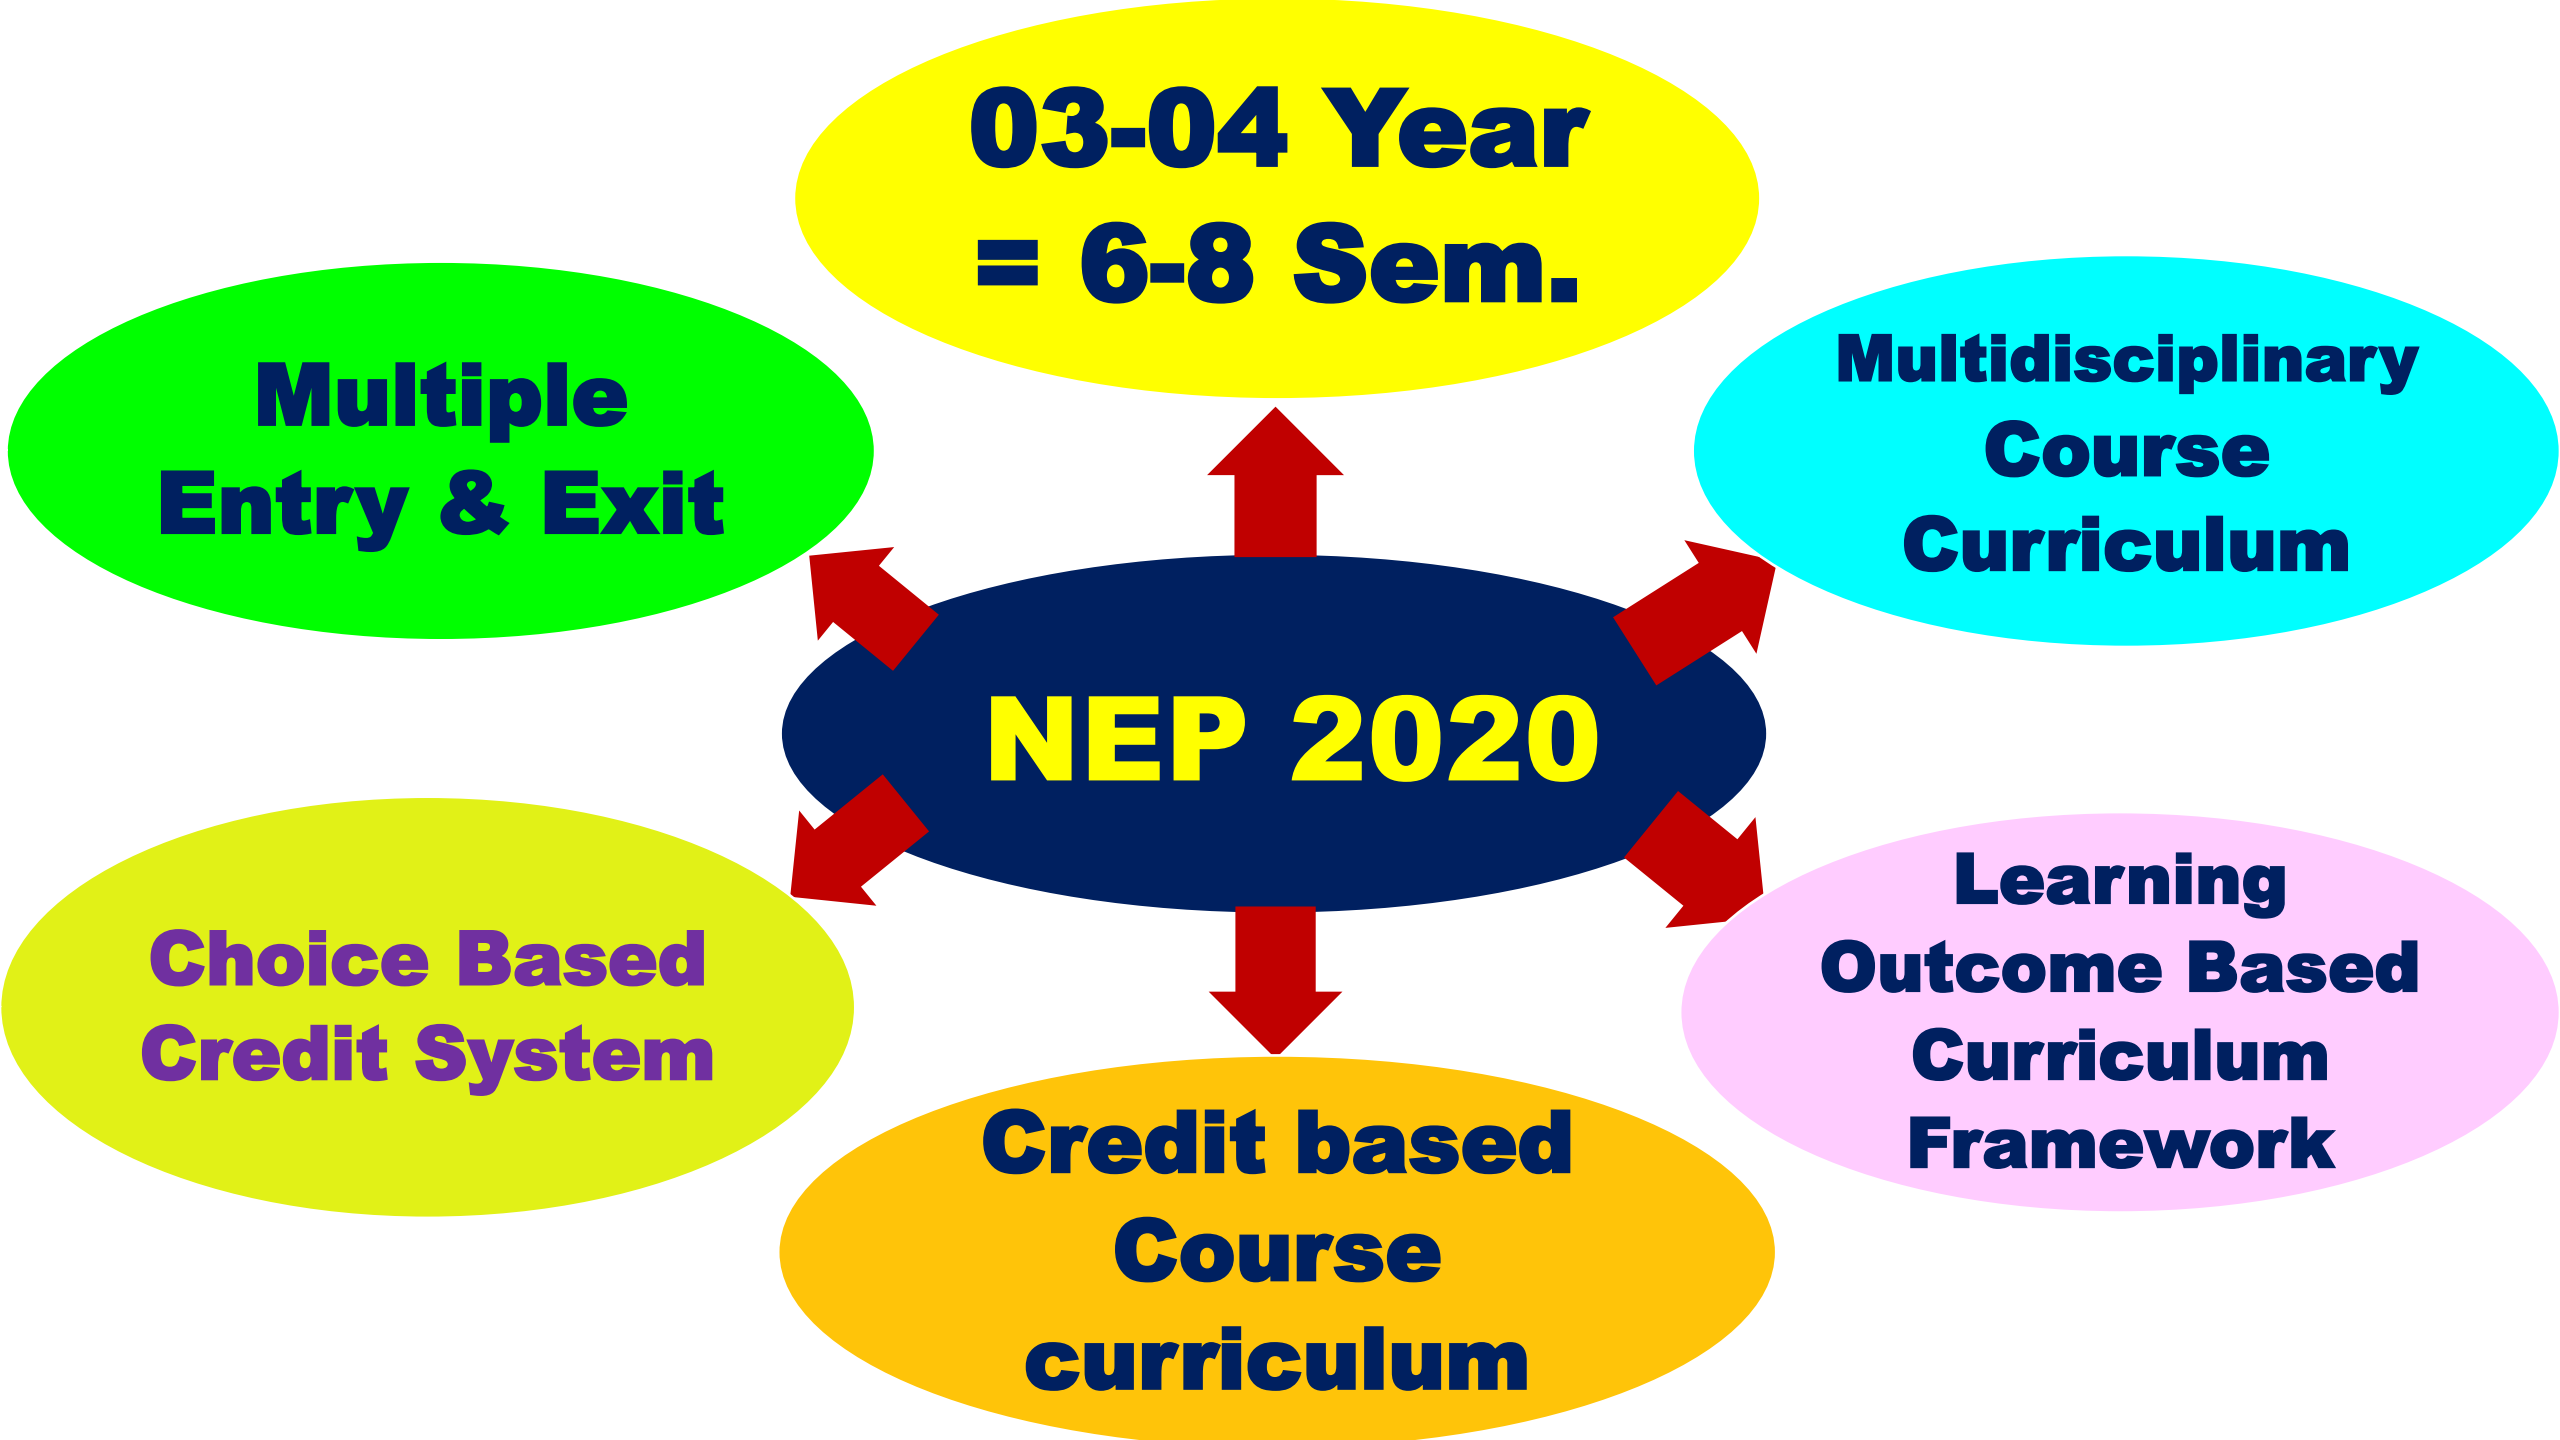 03-04 Year
= 6-8 Sem.
Multiple
Entry & Exit
Multidisciplinary
Course
Curriculum
NEP 2020
Choice Based
Credit System
Learning
Outcome Based
Curriculum
Framework
Credit based
Course
curriculum